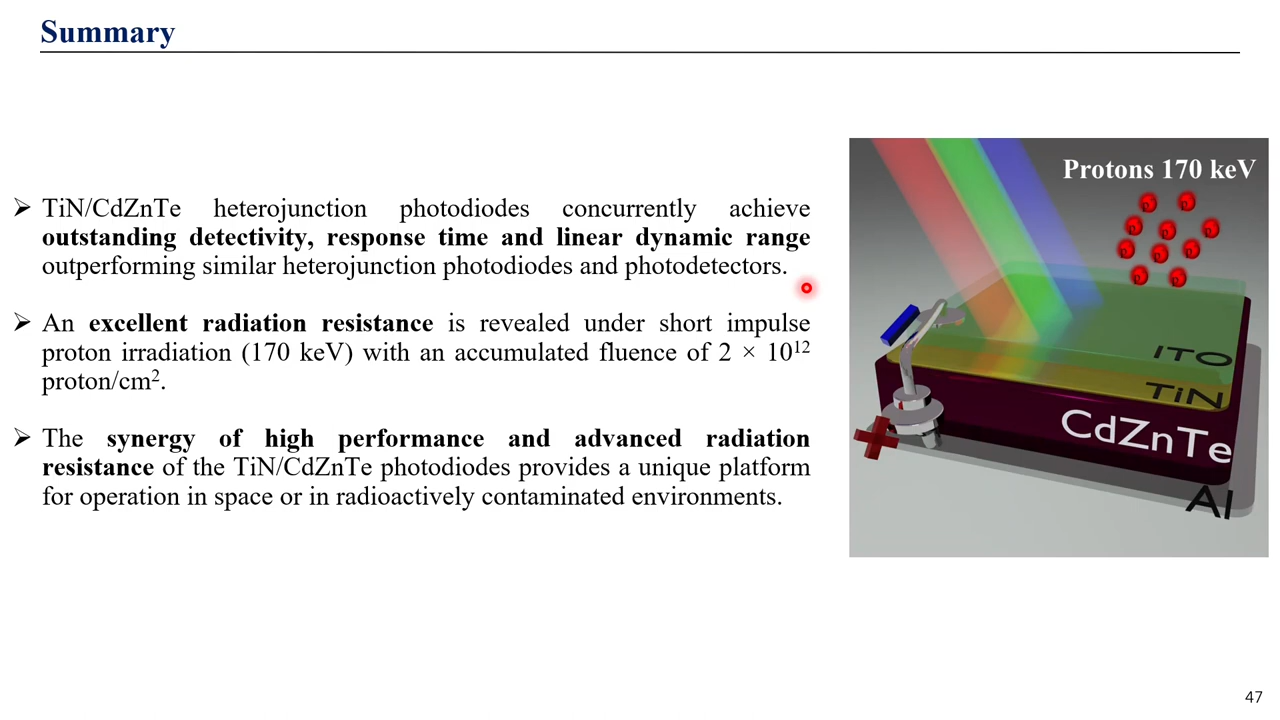 Summary
➢ TiN/CdZnTe heterojunction photodiodes concurrently achieve
outstanding detectivity, response time and linear dynamic range
outperforming similar heterojunction photodiodes and photodetectors.
➢ An excellent radiation resistance is revealed under short impulse
proton irradiation (170 keV) with an accumulated fluence of 2 × 10¹²
proton/cm².
➢ The synergy of high performance and advanced radiation
resistance of the TiN/CdZnTe photodiodes provides a unique platform
for operation in space or in radioactively contaminated environments.
Protons 170 keV
p p
p p p
p p p
p p
ITO
TiN
CdZnTe
Al
47